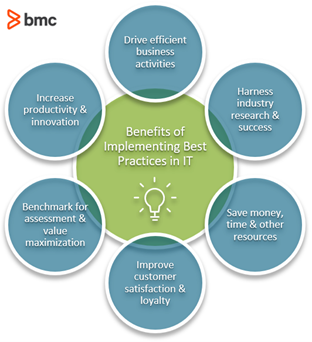 bmc
Drive efficient
business
activities
Harness
industry
research &
success
Save money,
time & other
resources
Improve
customer
satisfaction &
loyalty
Benchmark for
assessment &
value
maximization
Increase
productivity &
innovation
Benefits of
Implementing Best
Practices in IT